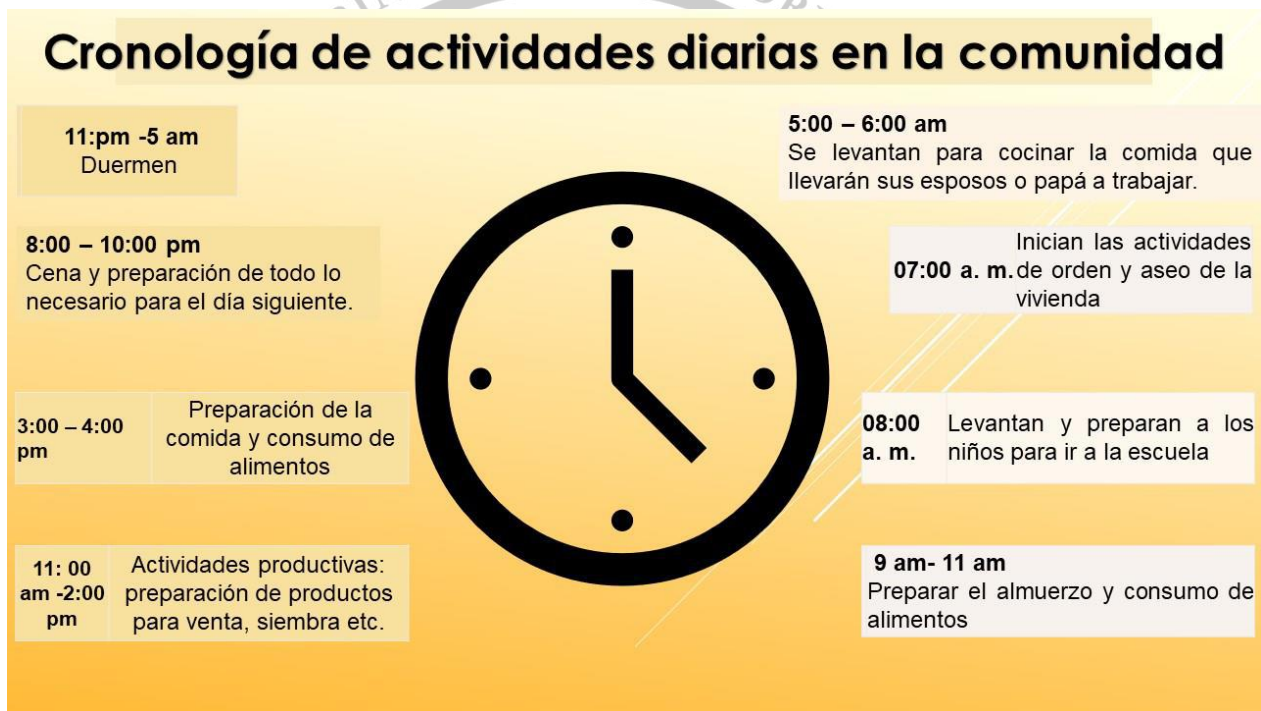 Cronología de actividades diarias en la comunidad
5:00 – 6:00 am
Se levantan para cocinar la comida que
llevarán sus esposos o papá a trabajar.
07:00 a. m.
Inician las actividades
de orden y aseo de la
vivienda
08:00
a. m.
Levantan y preparan a los
niños para ir a la escuela
9 am- 11 am
Preparar el almuerzo y consumo de
alimentos
11: 00
am -2:00
pm
Actividades productivas:
preparación de productos
para venta, siembra etc.
3:00 – 4:00
pm
Preparación de la
comida y consumo de
alimentos
8:00 – 10:00 pm
Cena y preparación de todo lo
necesario para el día siguiente.
11:pm -5 am
Duermen